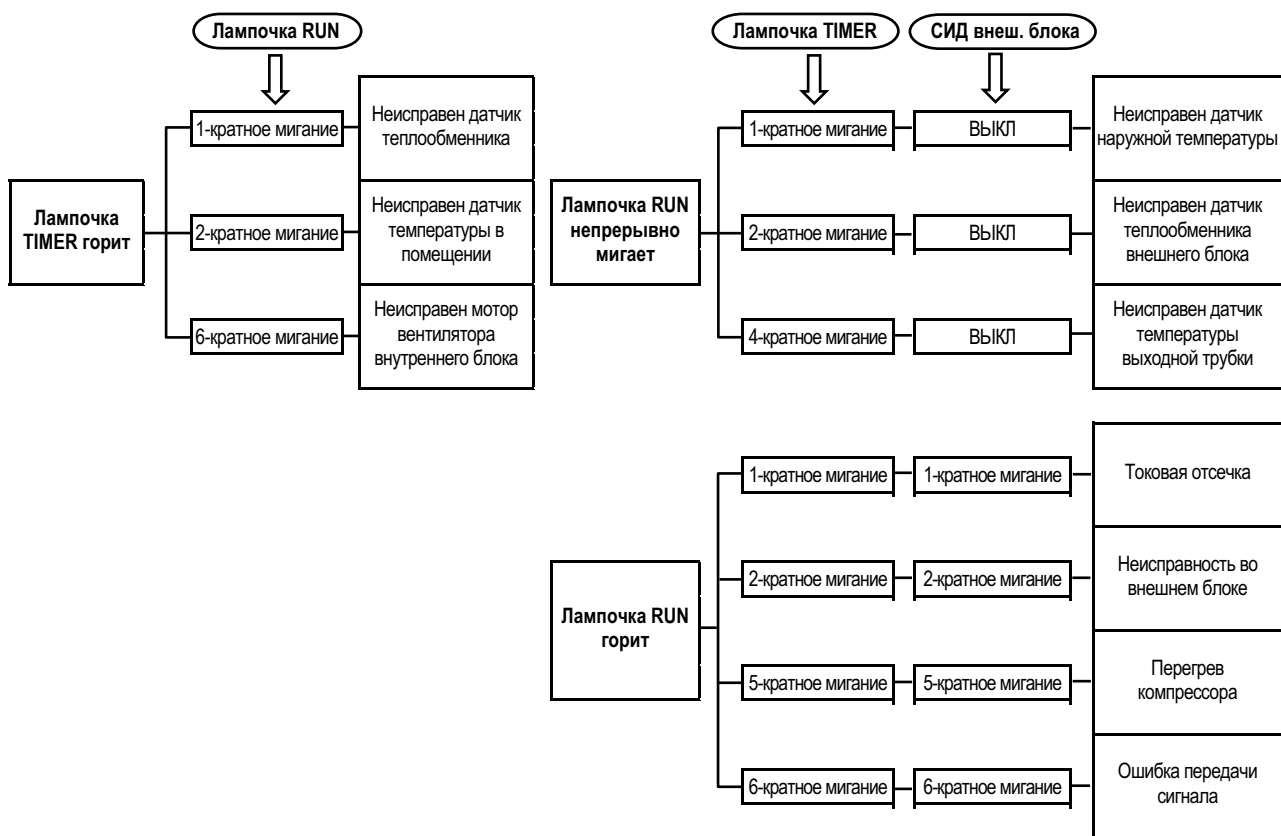 Лампочка RUN
1-кратное мигание
Неисправен датчик
теплообменника
Лампочка
TIMER горит
2-кратное мигание
Неисправен датчик
температуры в
помещении
6-кратное мигание
Неисправен мотор
вентилятора
внутреннего блока
Лампочка TIMER
СИД внеш. блока
1-кратное мигание
ВЫКЛ
Неисправен датчик
наружной температуры
Лампочка RUN
непрерывно
мигает
2-кратное мигание
ВЫКЛ
Неисправен датчик
теплообменника
внешнего блока
4-кратное мигание
ВЫКЛ
Неисправен датчик
температуры
выходной трубки
1-кратное мигание
1-кратное мигание
Токовая отсечка
Лампочка RUN
горит
2-кратное мигание
2-кратное мигание
Неисправность во
внешнем блоке
5-кратное мигание
5-кратное мигание
Перегрев
компрессора
6-кратное мигание
6-кратное мигание
Ошибка передачи
сигнала